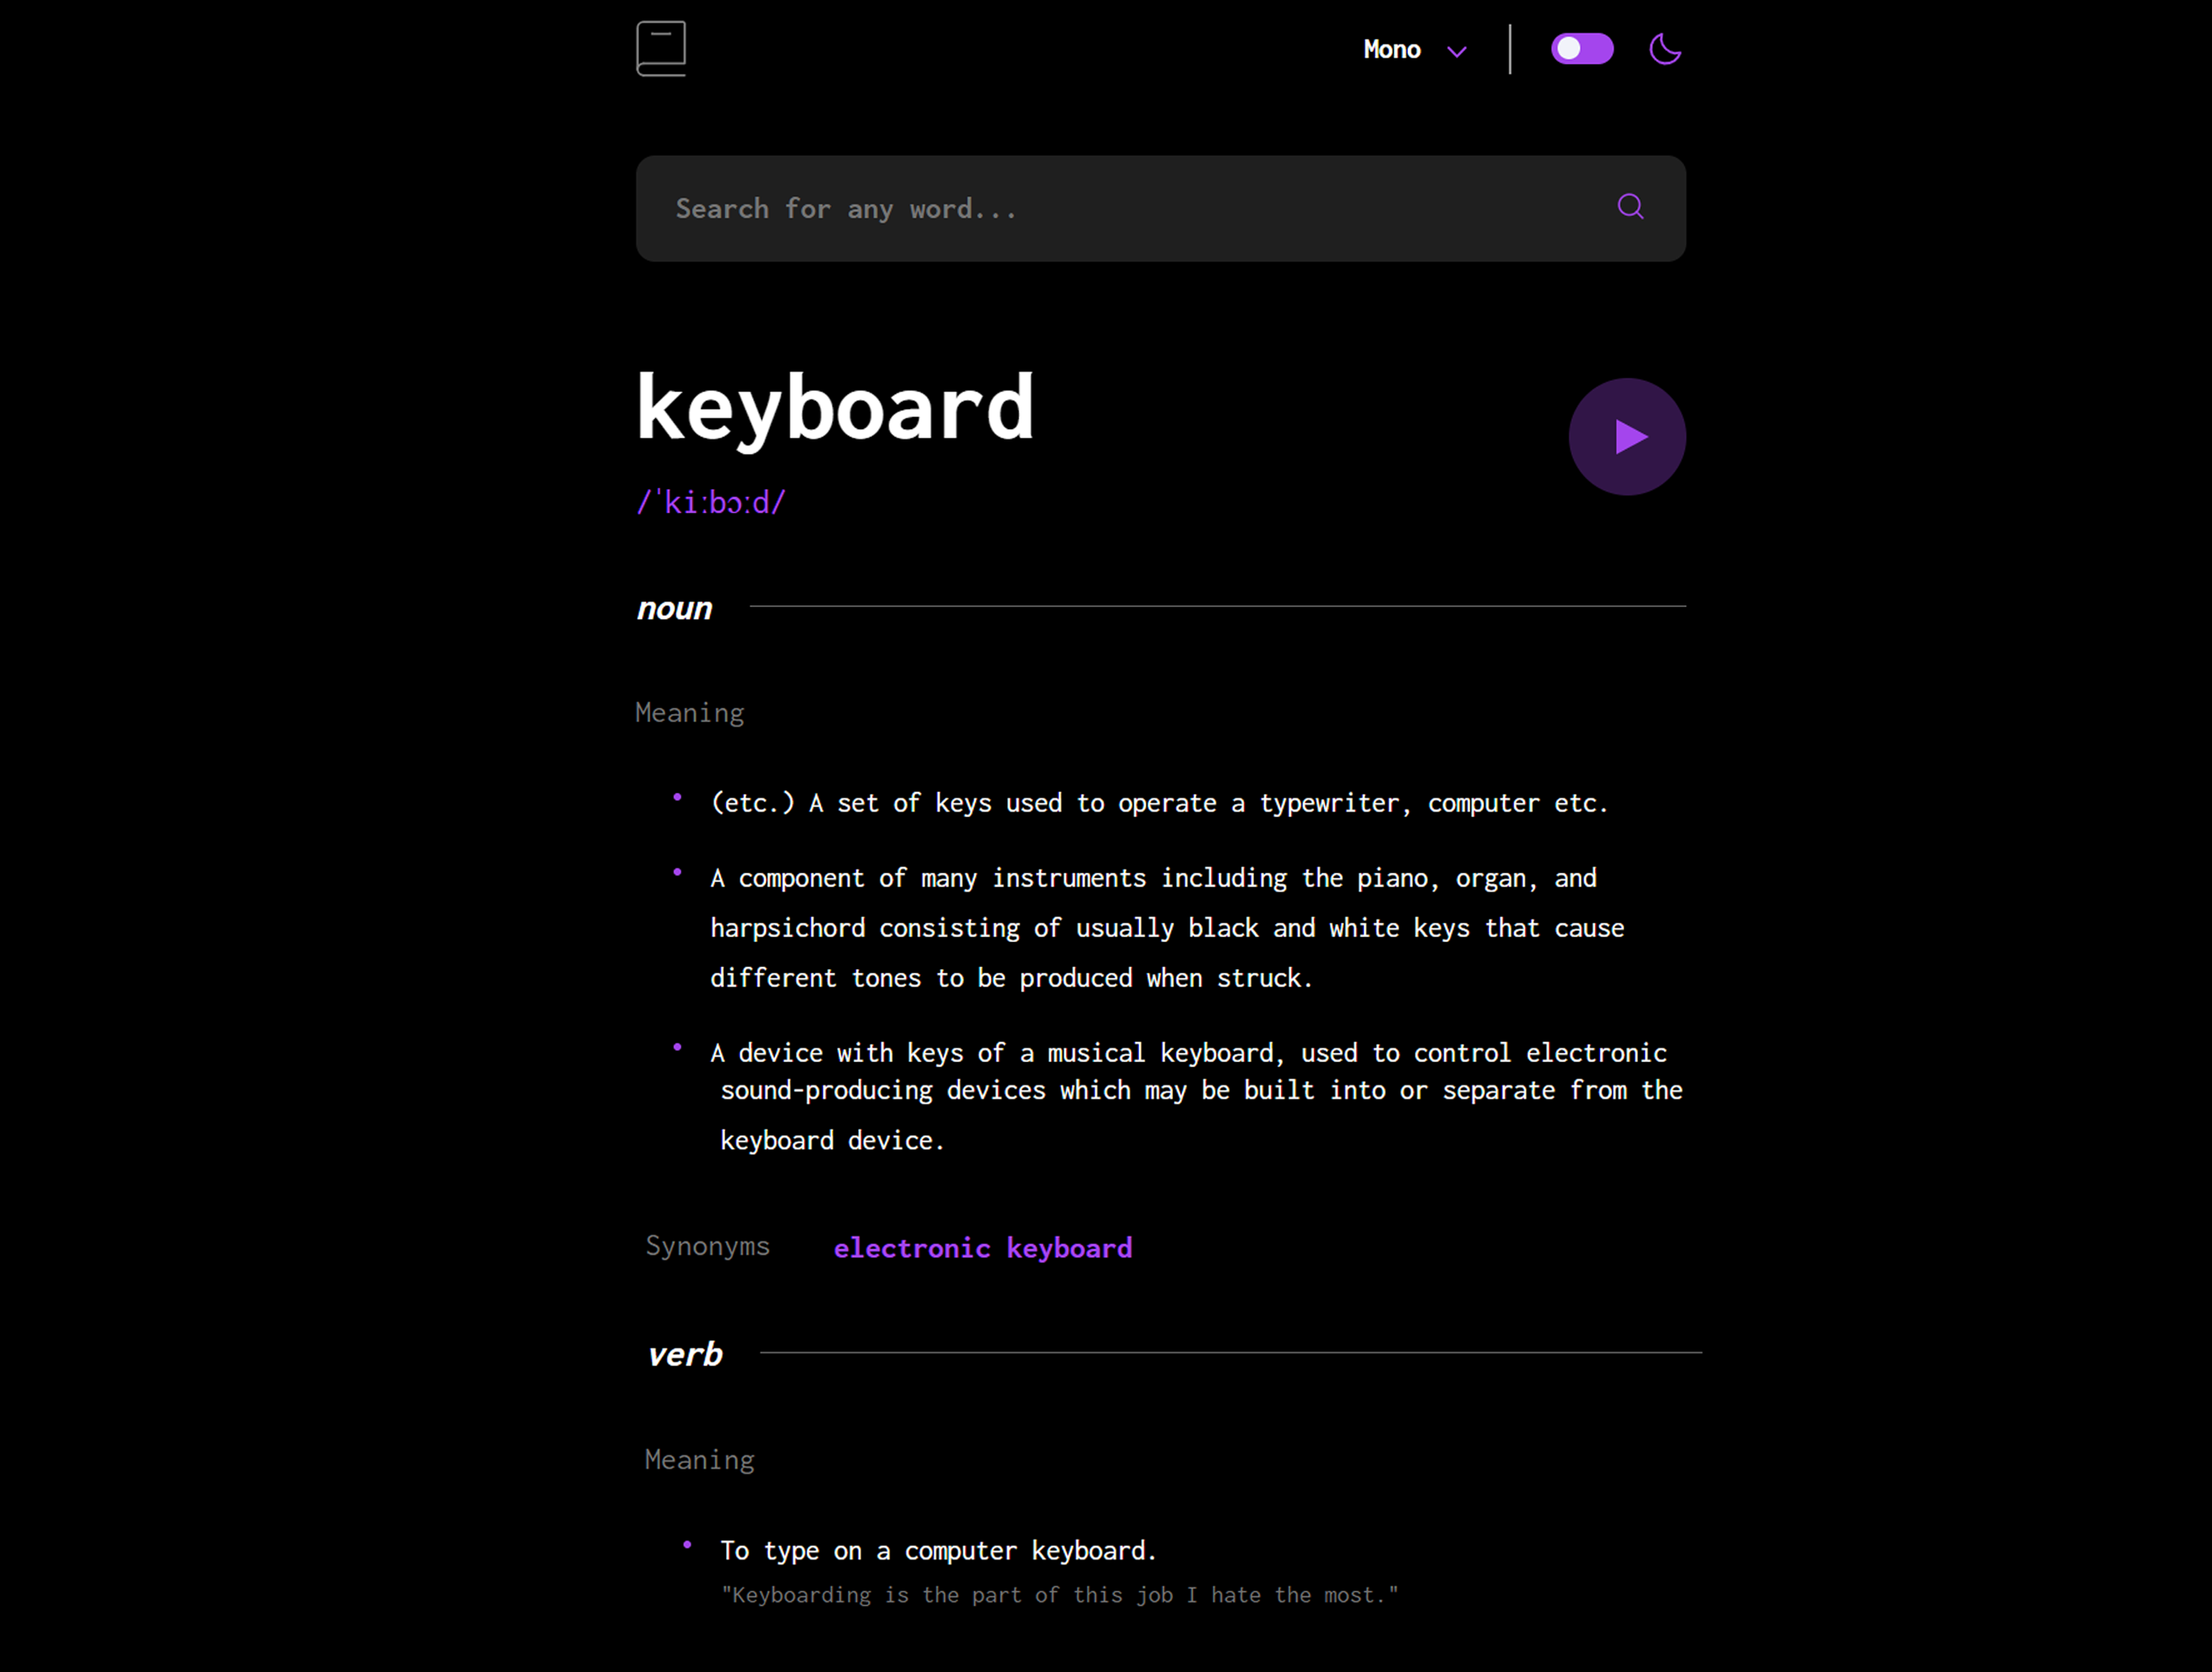 Mono
Search for any word...
keyboard
/ˈkiːbɔːd/
noun
Meaning
(etc.) A set of keys used to operate a typewriter, computer etc.
A component of many instruments including the piano, organ, and
harpsichord consisting of usually black and white keys that cause
different tones to be produced when struck.
A device with keys of a musical keyboard, used to control electronic
sound-producing devices which may be built into or separate from the
keyboard device.
Synonyms electronic keyboard
verb
Meaning
To type on a computer keyboard.
"Keyboarding is the part of this job I hate the most."